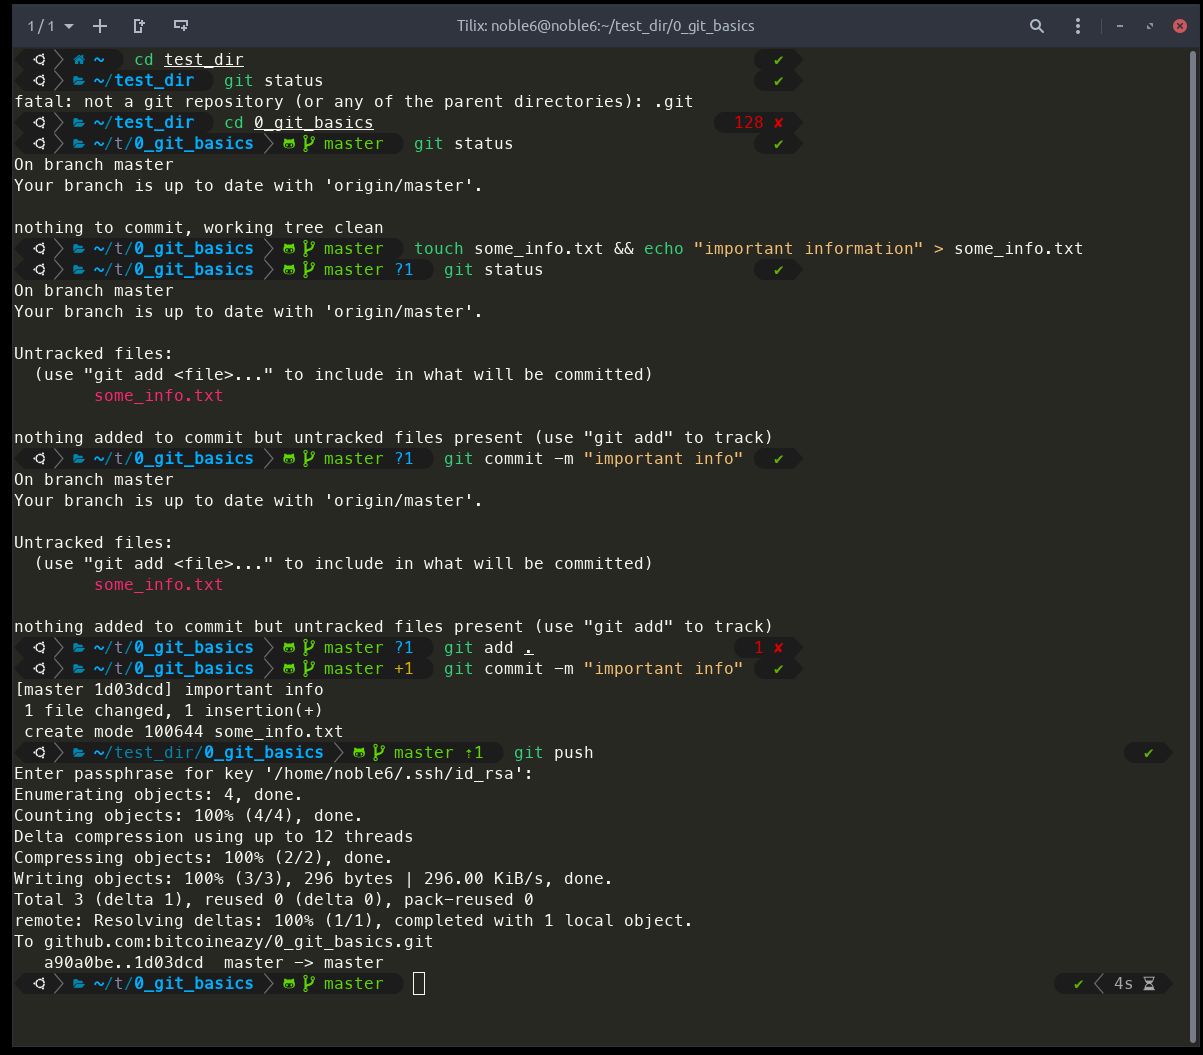 1 / 1 Tilix: noble6@noble6:~/test_dir/0_git_basics
~ cd test_dir ✔
~/test_dir git status ✔
fatal: not a git repository (or any of the parent directories): .git
~/test_dir cd 0_git_basics 128 ✘
~/t/0_git_basics master git status ✔
On branch master
Your branch is up to date with 'origin/master'.
nothing to commit, working tree clean
~/t/0_git_basics master touch some_info.txt && echo "important information" > some_info.txt
~/t/0_git_basics master ?1 git status ✔
On branch master
Your branch is up to date with 'origin/master'.
Untracked files:
(use "git add <file>..." to include in what will be committed)
some_info.txt
nothing added to commit but untracked files present (use "git add" to track)
~/t/0_git_basics master ?1 git commit -m "important info" ✔
On branch master
Your branch is up to date with 'origin/master'.
Untracked files:
(use "git add <file>..." to include in what will be committed)
some_info.txt
nothing added to commit but untracked files present (use "git add" to track)
~/t/0_git_basics master ?1 git add . 1 ✘
~/t/0_git_basics master +1 git commit -m "important info" ✔
[master 1d03dcd] important info
1 file changed, 1 insertion(+)
create mode 100644 some_info.txt
~/test_dir/0_git_basics master ⇡1 git push ✔
Enter passphrase for key '/home/noble6/.ssh/id_rsa':
Enumerating objects: 4, done.
Counting objects: 100% (4/4), done.
Delta compression using up to 12 threads
Compressing objects: 100% (2/2), done.
Writing objects: 100% (3/3), 296 bytes | 296.00 KiB/s, done.
Total 3 (delta 1), reused 0 (delta 0), pack-reused 0
remote: Resolving deltas: 100% (1/1), completed with 1 local object.
To github.com:bitcoineazy/0_git_basics.git
a90a0be..1d03dcd master -> master
~/t/0_git_basics master ✔ 4s